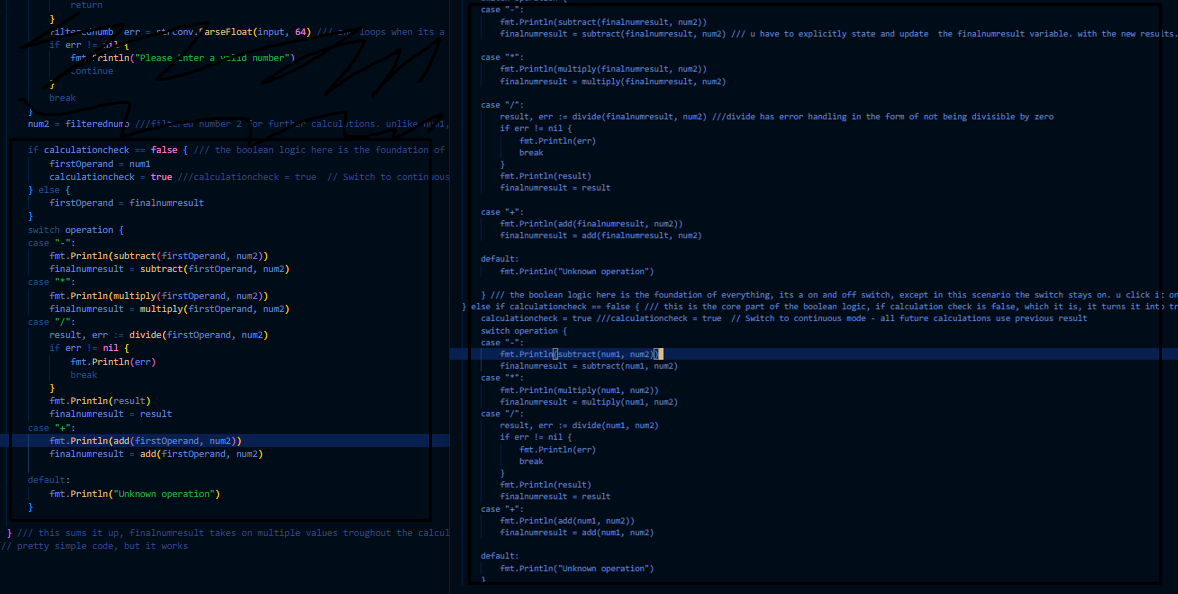 return
}
err = strconv.ParseFloat(input, 64) /// loops when its a
if err != nil {
fmt.Println("Please enter a valid number")
continue
}
break
}
num2 = filterednumb ///filtered number 2 for further calculations. unlike num1,
if calculationcheck == false { /// the boolean logic here is the foundation of
firstOperand = num1
calculationcheck = true ///calculationcheck = true  // Switch to continuous
} else {
firstOperand = finalnumresult
}
switch operation {
case "-":
fmt.Println(subtract(firstOperand, num2))
finalnumresult = subtract(firstOperand, num2)
case "*":
fmt.Println(multiply(firstOperand, num2))
finalnumresult = multiply(firstOperand, num2)
case "/":
result, err := divide(firstOperand, num2)
if err != nil {
fmt.Println(err)
break
}
fmt.Println(result)
finalnumresult = result
case "+":
fmt.Println(add(firstOperand, num2))
finalnumresult = add(firstOperand, num2)
default:
fmt.Println("Unknown operation")
}
} /// this sums it up, finalnumresult takes on multiple values troughout the calcul
// pretty simple code, but it works
case "-":
fmt.Println(subtract(finalnumresult, num2))
finalnumresult = subtract(finalnumresult, num2) /// u have to explicitly state and update  the finalnumresult variable. with the new results.
case "*":
fmt.Println(multiply(finalnumresult, num2))
finalnumresult = multiply(finalnumresult, num2)
case "/":
result, err := divide(finalnumresult, num2) ///divide has error handling in the form of not being divisible by zero
if err != nil {
fmt.Println(err)
break
}
fmt.Println(result)
finalnumresult = result
case "+":
fmt.Println(add(finalnumresult, num2))
finalnumresult = add(finalnumresult, num2)
default:
fmt.Println("Unknown operation")
} /// the boolean logic here is the foundation of everything, its a on and off switch, except in this scenario the switch stays on. u click it on
} else if calculationcheck == false { /// this is the core part of the boolean logic, if calculation check is false, which it is, it turns it into tr
calculationcheck = true ///calculationcheck = true  // Switch to continuous mode - all future calculations use previous result
switch operation {
case "-":
fmt.Println(subtract(num1, num2))
finalnumresult = subtract(num1, num2)
case "*":
fmt.Println(multiply(num1, num2))
finalnumresult = multiply(num1, num2)
case "/":
result, err := divide(num1, num2)
if err != nil {
fmt.Println(err)
break
}
fmt.Println(result)
finalnumresult = result
case "+":
fmt.Println(add(num1, num2))
finalnumresult = add(num1, num2)
default:
fmt.Println("Unknown operation")
}